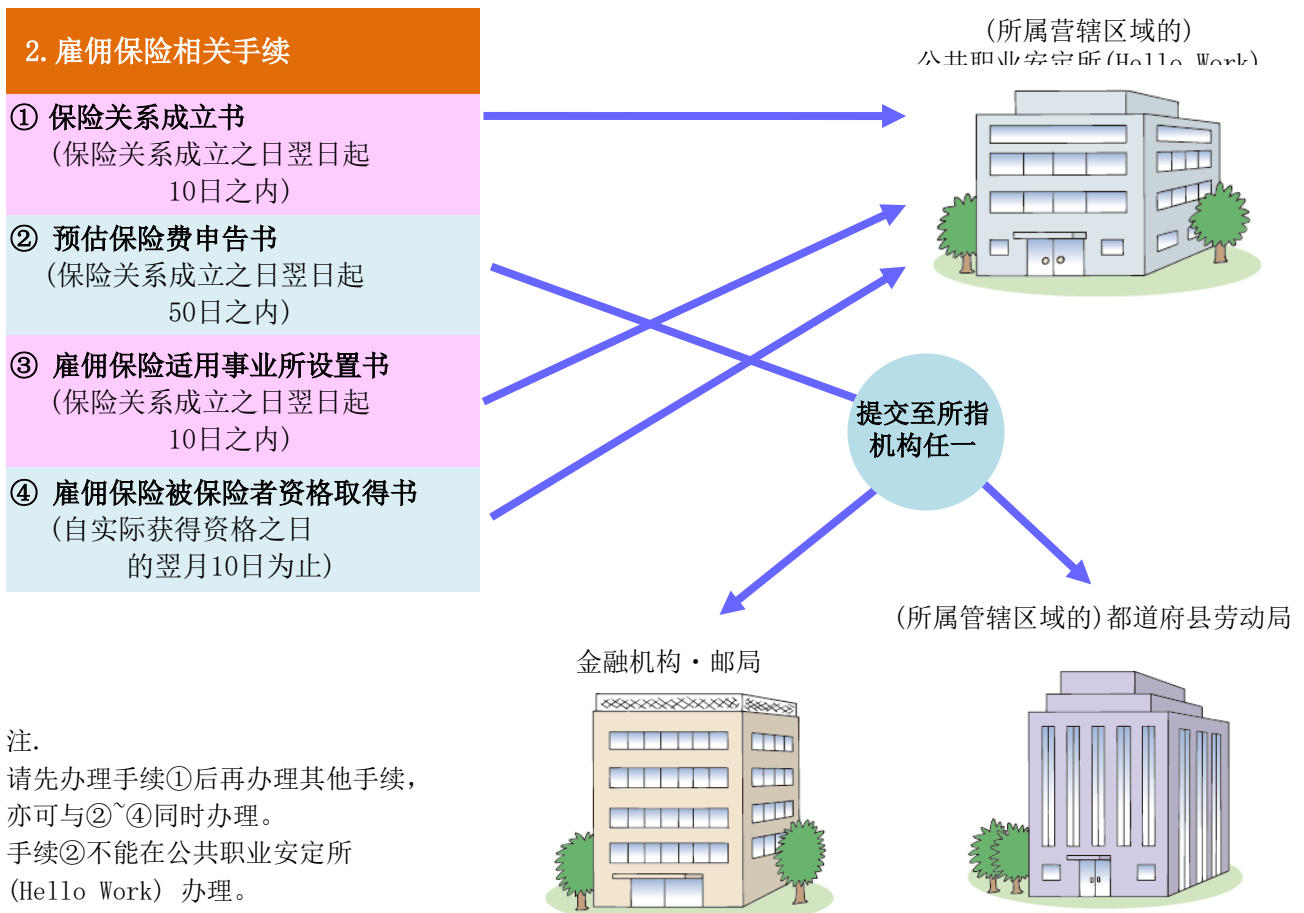 2.雇佣保险相关手续
① 保险关系成立书
(保险关系成立之日翌日起
10日之内)
② 预估保险费申告书
(保险关系成立之日翌日起
50日之内)
③ 雇佣保险适用事业所设置书
(保险关系成立之日翌日起
10日之内)
④ 雇佣保险被保险者资格取得书
(自实际获得资格之日
的翌月10日为止)
(所属营辖区域的)
公共职业安定所(Hello Work)
提交至所指
机构任一
(所属管辖区域的)都道府县劳动局
金融机构・邮局
注.
请先办理手续①后再办理其他手续，
亦可与②~④同时办理。
手续②不能在公共职业安定所
(Hello Work) 办理。